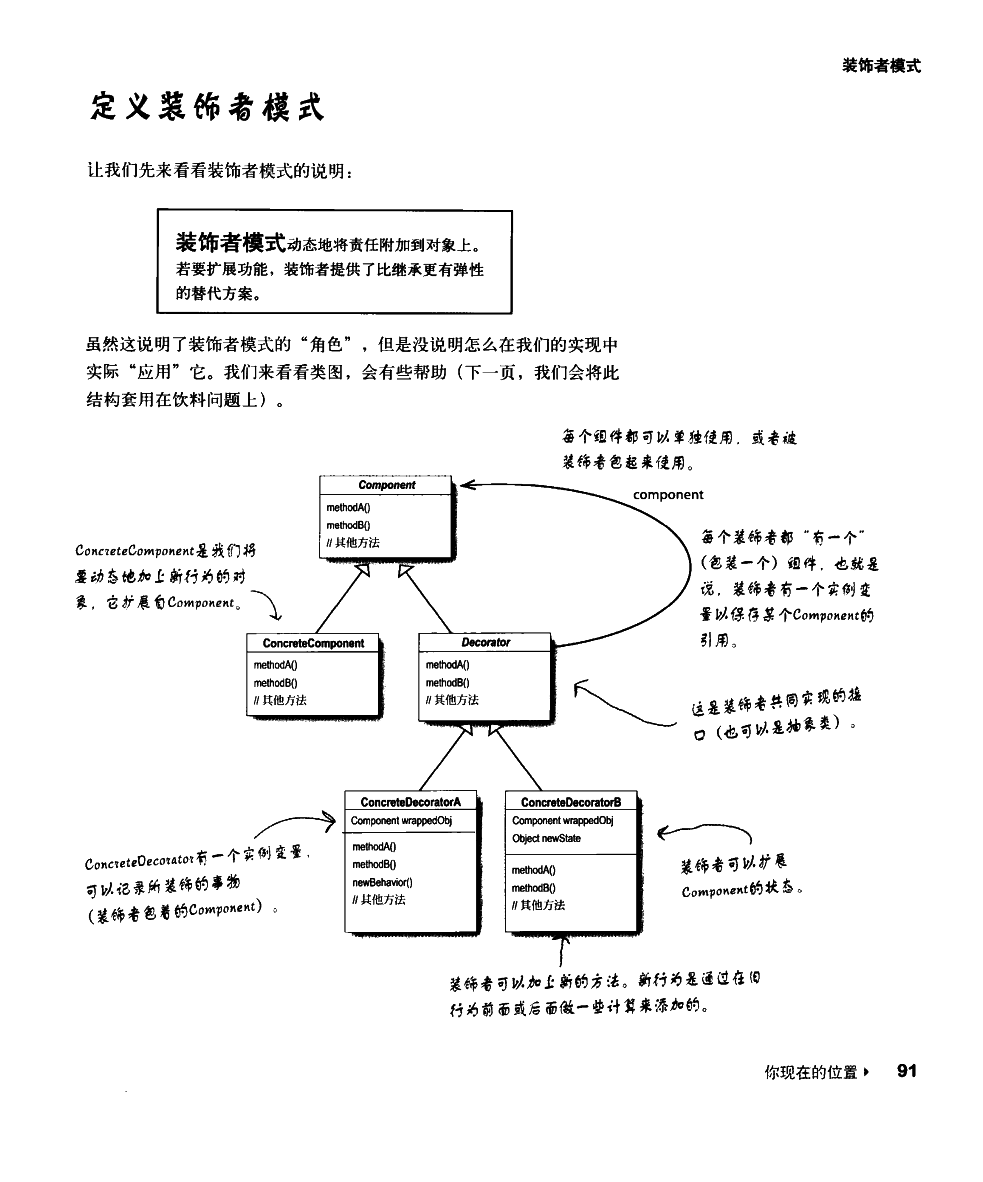 装饰者模式
定义装饰者模式
让我们先来看看装饰者模式的说明：
装饰者模式动态地将责任附加到对象上。
若要扩展功能，装饰者提供了比继承更有弹性
的替代方案。
虽然这说明了装饰者模式的“角色”，但是没说明怎么在我们的实现中
实际“应用”它。我们来看看类图，会有些帮助（下一页，我们会将此
结构套用在饮料问题上）。
每个组件都可以单独使用，或者被
装饰者包起来使用。
Component
methodA()
methodB()
// 其他方法
component
每个装饰者都“有一个”
（包装一个）组件，也就是
说，装饰者有一个实例变
量以保存某个Component的
引用。
ConcreteComponent是我们将
要动态地加上新行为的对
象，它扩展自Component。
ConcreteComponent
methodA()
methodB()
// 其他方法
Decorator
methodA()
methodB()
// 其他方法
这是装饰者共同实现的接
口（也可以是抽象类）。
ConcreteDecoratorA
Component wrappedObj
methodA()
methodB()
newBehavior()
// 其他方法
ConcreteDecoratorB
Component wrappedObj
Object newState
methodA()
methodB()
// 其他方法
ConcreteDecorator有一个实例变量，
可以记录所装饰的事物
（装饰者包着的Component）。
装饰者可以扩展
Component的状态。
装饰者可以加上新的方法。新行为是通过在旧
行为前面或后面做一些计算来添加的。
你现在的位置 ▸ 91